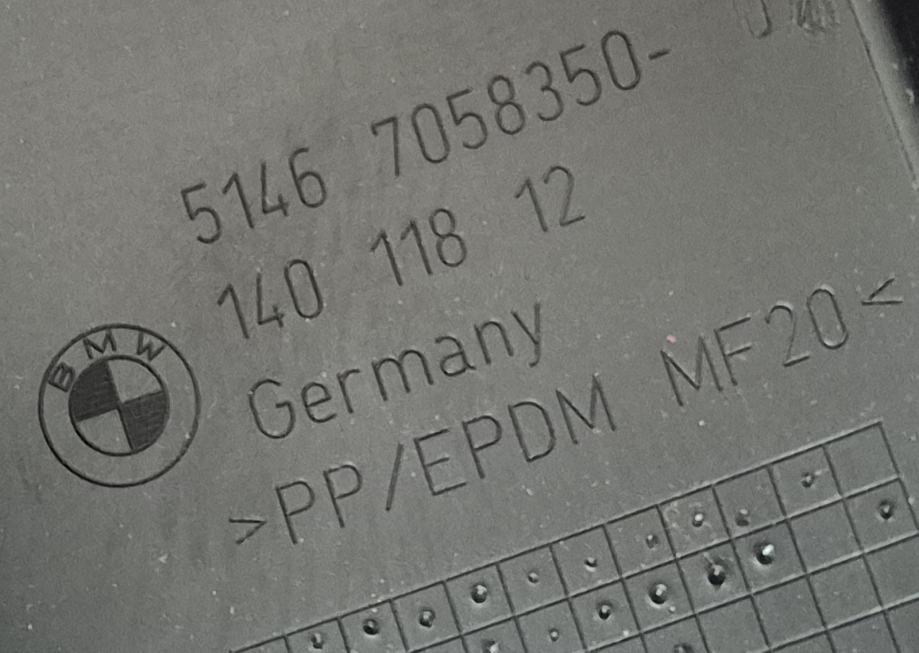 5146 7058350-
140 118 12
BMW
Germany
>PP/EPDM MF20<